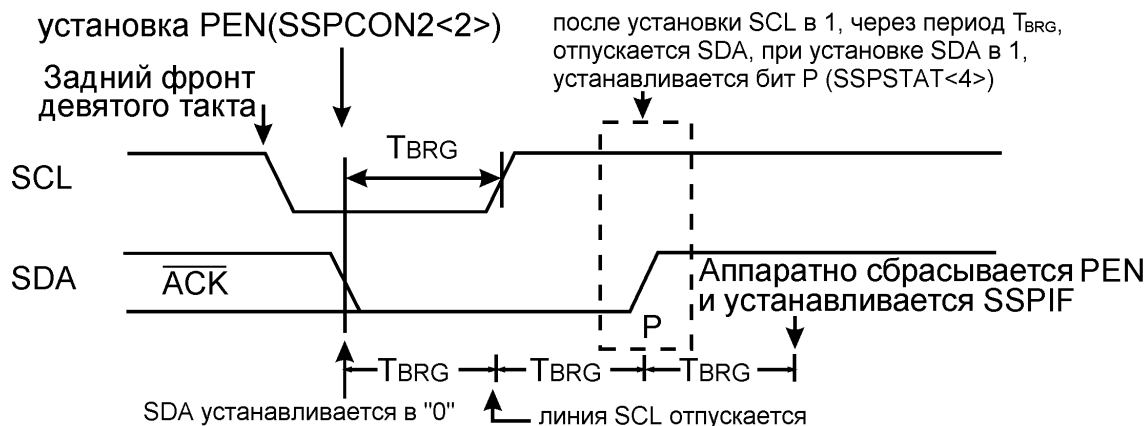 установка PEN(SSPCON2<2>)
после установки SCL в 1, через период TBRG,
отпускается SDA, при установке SDA в 1,
устанавливается бит P (SSPSTAT<4>)
Задний фронт
девятого такта
TBRG
SCL
SDA
ACK
Аппаратно сбрасывается PEN
и устанавливается SSPIF
P
TBRG TBRG TBRG
SDA устанавливается в "0"
линия SCL отпускается